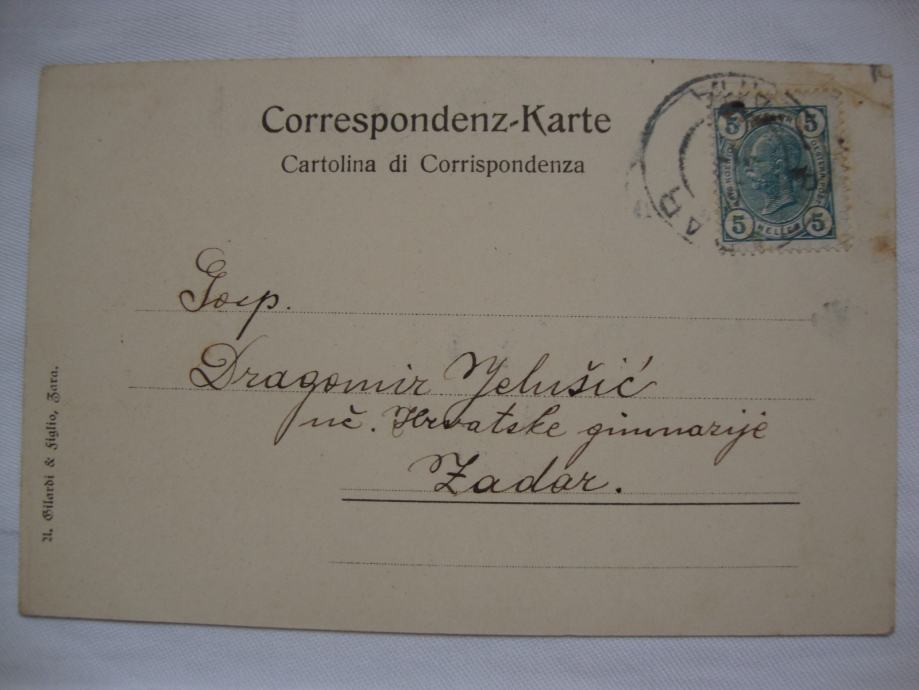 Correspondenz-Karte
Cartolina di Corrispondenza
5 5
5 HELLER 5
Gosp.
Dragomir Jelušić
uč. Hrvatske gimnazije
Zadar.
A. Gilardi & Figlio, Zara.